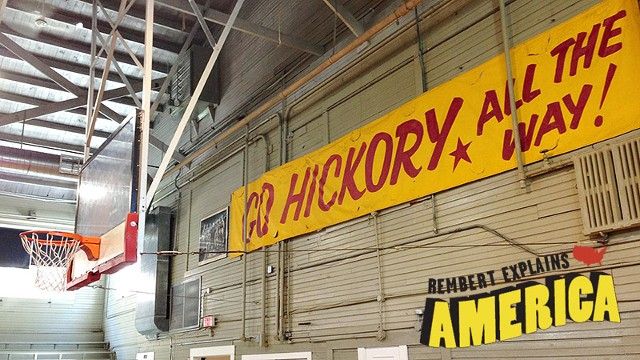 GO HICKORY ★ ALL THE
WAY!
REMBERT EXPLAINS
AMERICA